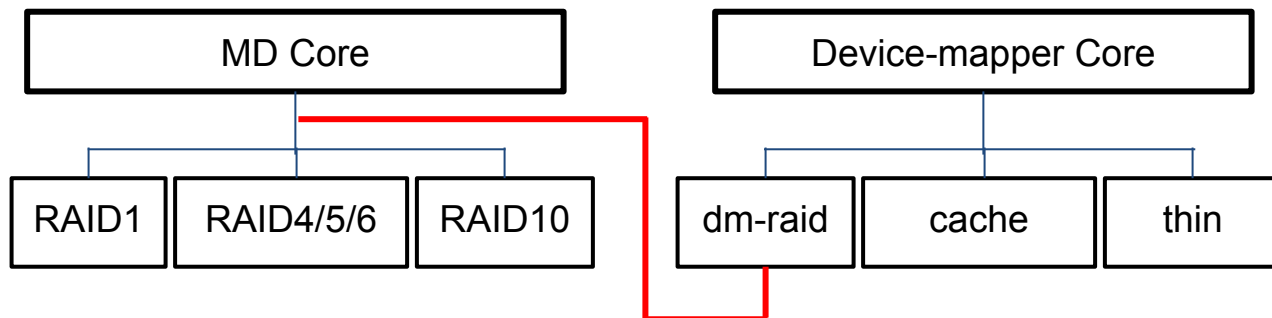 MD Core
Device-mapper Core
RAID1
RAID4/5/6
RAID10
dm-raid
cache
thin